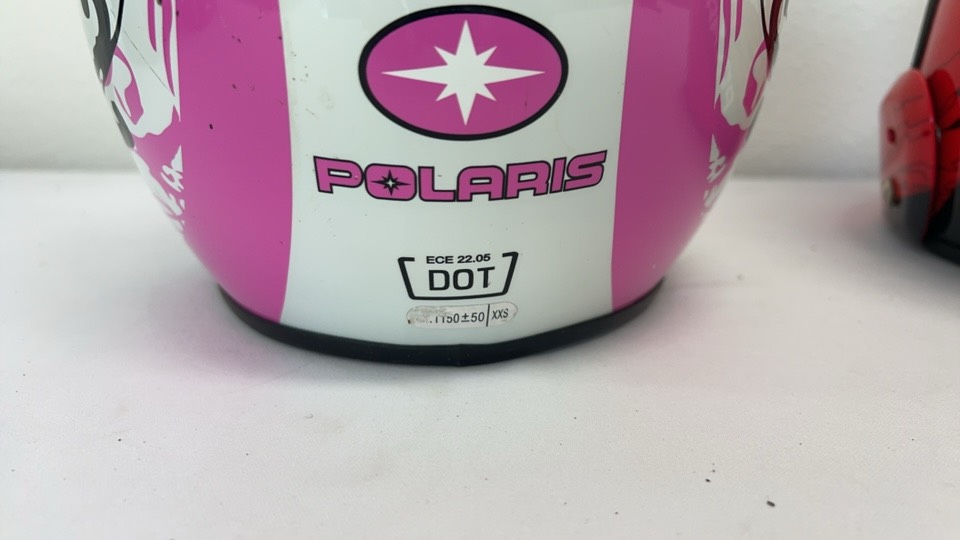 POLARIS
ECE 22.05
DOT
1150±50 XXS